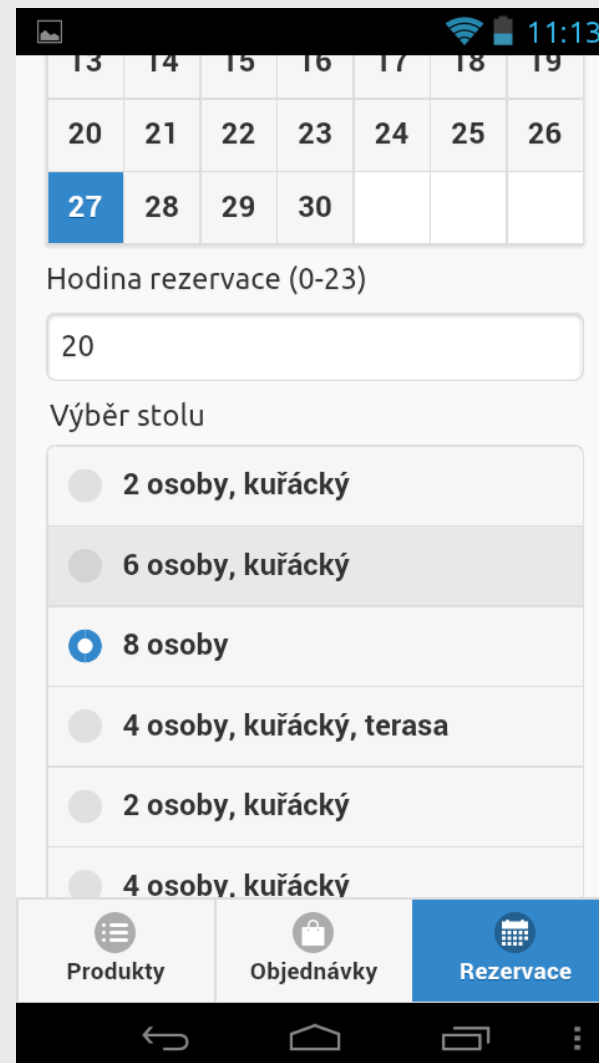 11:13
13 14 15 16 17 18 19
20 21 22 23 24 25 26
27 28 29 30
Hodina rezervace (0-23)
20
Výběr stolu
2 osoby, kuřácký
6 osoby, kuřácký
8 osoby
4 osoby, kuřácký, terasa
2 osoby, kuřácký
4 osoby, kuřácký
Produkty Objednávky Rezervace